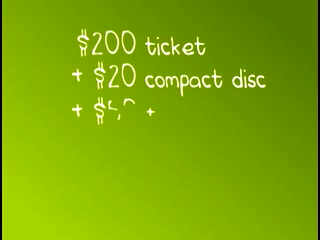 $200 ticket
+ $20 compact disc
+ $